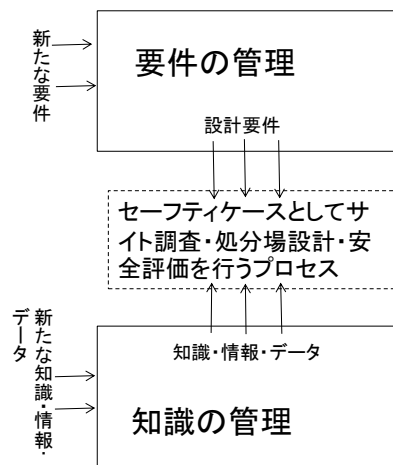 新たな要件
要件の管理
設計要件
セーフティケースとしてサ
イト調査・処分場設計・安
全評価を行うプロセス
知識・情報・データ
新たな知識・情報・
データ
知識の管理